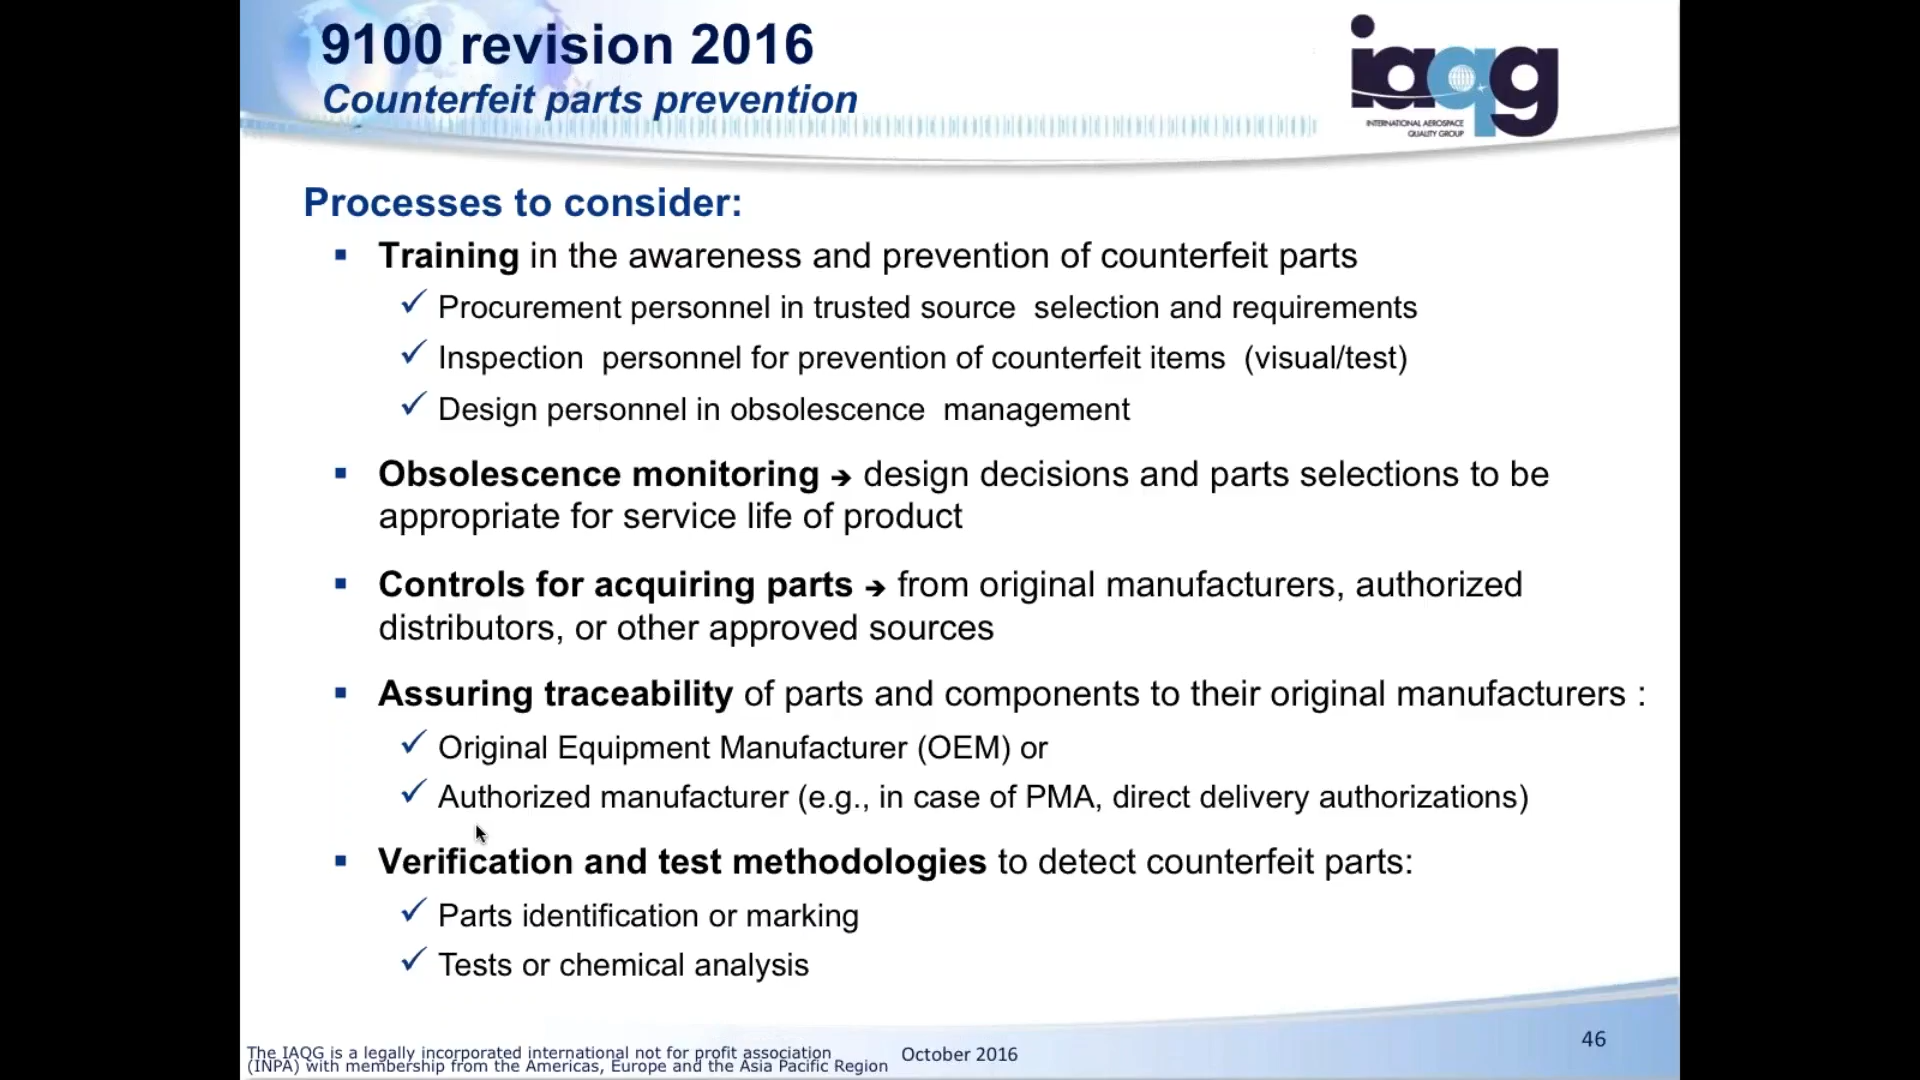 9100 revision 2016
Counterfeit parts prevention
iaqg
INTERNATIONAL AEROSPACE
QUALITY GROUP
Processes to consider:
▪ Training in the awareness and prevention of counterfeit parts
✓ Procurement personnel in trusted source selection and requirements
✓ Inspection personnel for prevention of counterfeit items (visual/test)
✓ Design personnel in obsolescence management
▪ Obsolescence monitoring ➔ design decisions and parts selections to be
appropriate for service life of product
▪ Controls for acquiring parts ➔ from original manufacturers, authorized
distributors, or other approved sources
▪ Assuring traceability of parts and components to their original manufacturers :
✓ Original Equipment Manufacturer (OEM) or
✓ Authorized manufacturer (e.g., in case of PMA, direct delivery authorizations)
▪ Verification and test methodologies to detect counterfeit parts:
✓ Parts identification or marking
✓ Tests or chemical analysis
The IAQG is a legally incorporated international not for profit association
(INPA) with membership from the Americas, Europe and the Asia Pacific Region
October 2016
46